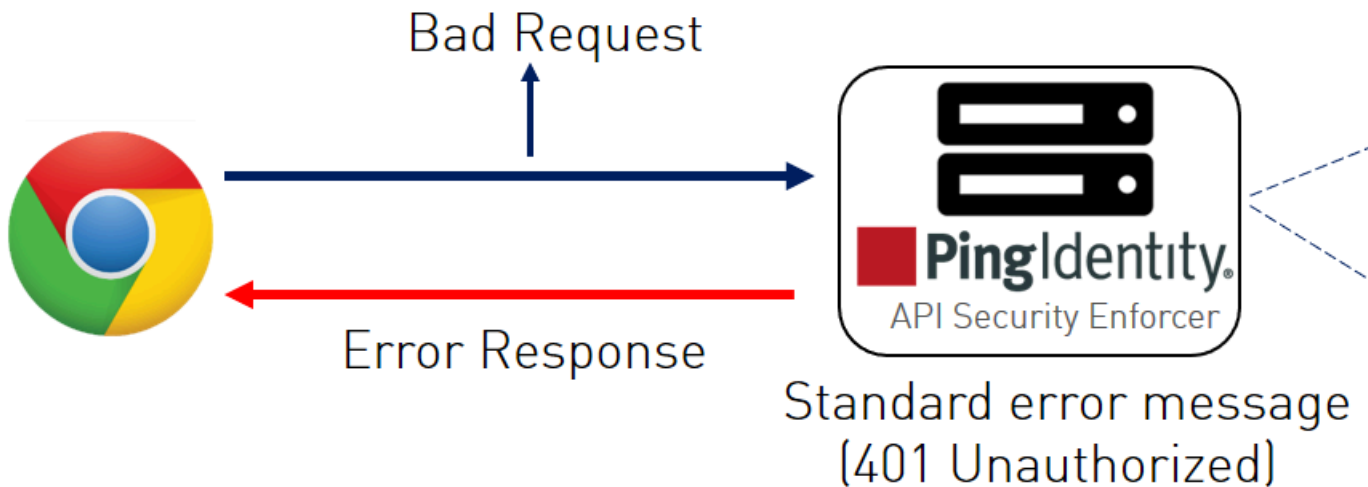 Bad Request
PingIdentity®
API Security Enforcer
Error Response
Standard error message
(401 Unauthorized)